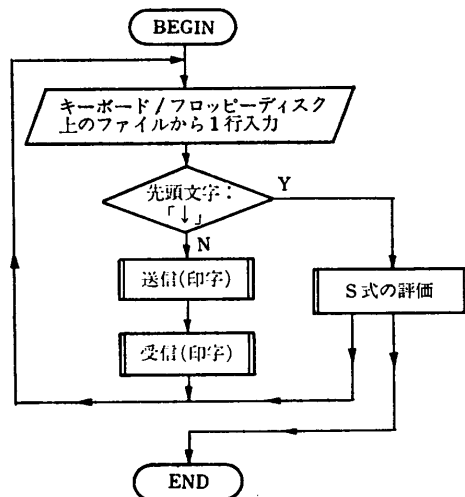 BEGIN
キーボード/フロッピーディスク
上のファイルから1行入力
先頭文字:
「↓」
Y
N
送信(印字)
S式の評価
受信(印字)
END